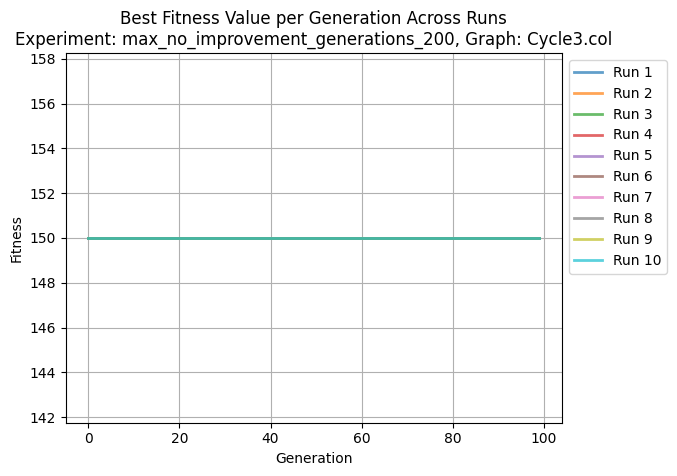 Best Fitness Value per Generation Across Runs
Experiment: max_no_improvement_generations_200, Graph: Cycle3.col
158
156
154
152
150
148
146
144
142
Fitness
0 20 40 60 80 100
Generation
Run 1
Run 2
Run 3
Run 4
Run 5
Run 6
Run 7
Run 8
Run 9
Run 10